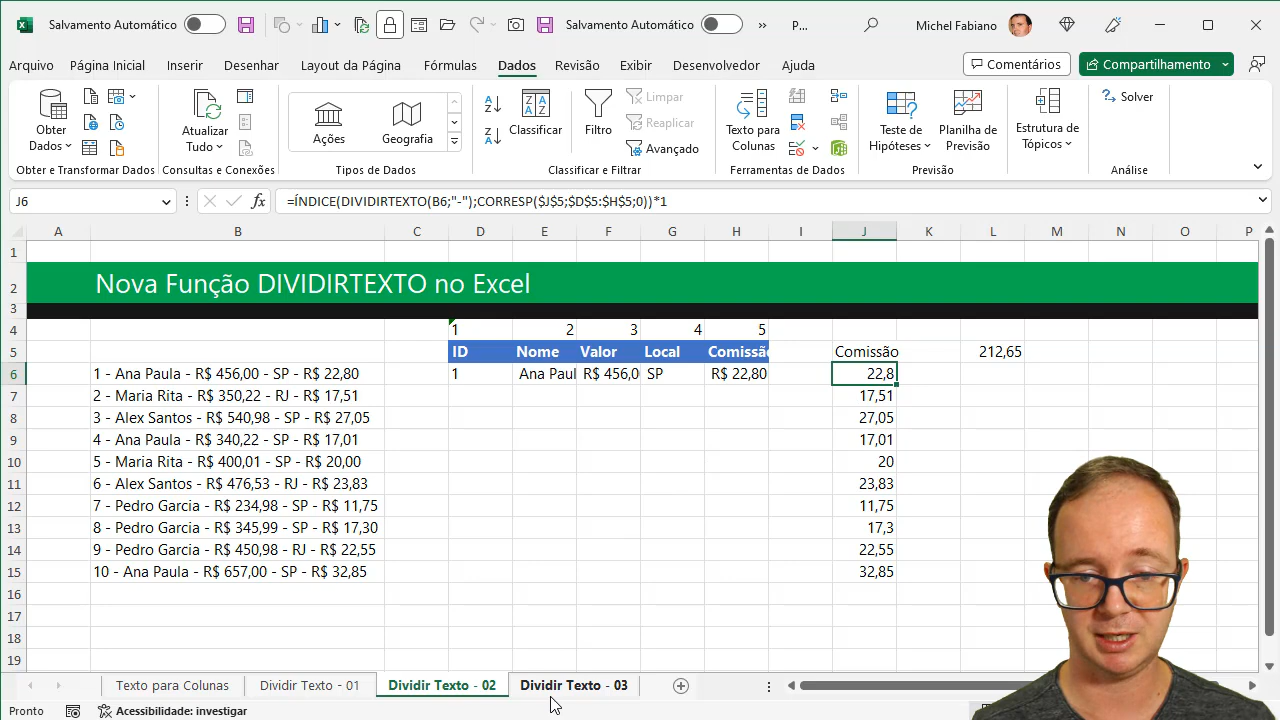 Salvamento Automático
Salvamento Automático
»
P...
Michel Fabiano
Arquivo Página Inicial Inserir Desenhar Layout da Página Fórmulas Dados Revisão Exibir Desenvolvedor Ajuda
Comentários
Compartilhamento
Obter Dados
Atualizar Tudo
Ações
Geografia
Classificar
Filtro
Limpar
Reaplicar
Avançado
Texto para Colunas
Teste de Hipóteses
Planilha de Previsão
Estrutura de Tópicos
Solver
Obter e Transformar Dados Consultas e Conexões Tipos de Dados Classificar e Filtrar Ferramentas de Dados Previsão Análise
J6 fx =ÍNDICE(DIVIDIRTEXTO(B6;"-");CORRESP($J$5;$D$5:$H$5;0))*1
A B C D E F G H I J K L M N O P
1
2 Nova Função DIVIDIRTEXTO no Excel
3
4 1 2 3 4 5
5 ID Nome Valor Local Comissão Comissão 212,65
6 1 - Ana Paula - R$ 456,00 - SP - R$ 22,80 1 Ana Paul R$ 456,0 SP R$ 22,80 22,8
7 2 - Maria Rita - R$ 350,22 - RJ - R$ 17,51 17,51
8 3 - Alex Santos - R$ 540,98 - SP - R$ 27,05 27,05
9 4 - Ana Paula - R$ 340,22 - SP - R$ 17,01 17,01
10 5 - Maria Rita - R$ 400,01 - SP - R$ 20,00 20
11 6 - Alex Santos - R$ 476,53 - RJ - R$ 23,83 23,83
12 7 - Pedro Garcia - R$ 234,98 - SP - R$ 11,75 11,75
13 8 - Pedro Garcia - R$ 345,99 - SP - R$ 17,30 17,3
14 9 - Pedro Garcia - R$ 450,98 - RJ - R$ 22,55 22,55
15 10 - Ana Paula - R$ 657,00 - SP - R$ 32,85 32,85
16
17
18
19
Texto para Colunas Dividir Texto - 01 Dividir Texto - 02 Dividir Texto - 03
Pronto Acessibilidade: investigar